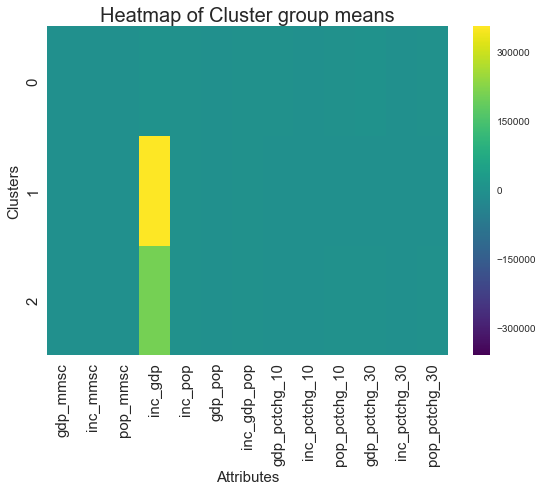 Heatmap of Cluster group means
Clusters
0
1
2
300000
150000
0
−150000
−300000
gdp_mmsc
inc_mmsc
pop_mmsc
inc_gdp
inc_pop
gdp_pop
inc_gdp_pop
gdp_pctchg_10
inc_pctchg_10
pop_pctchg_10
gdp_pctchg_30
inc_pctchg_30
pop_pctchg_30
Attributes